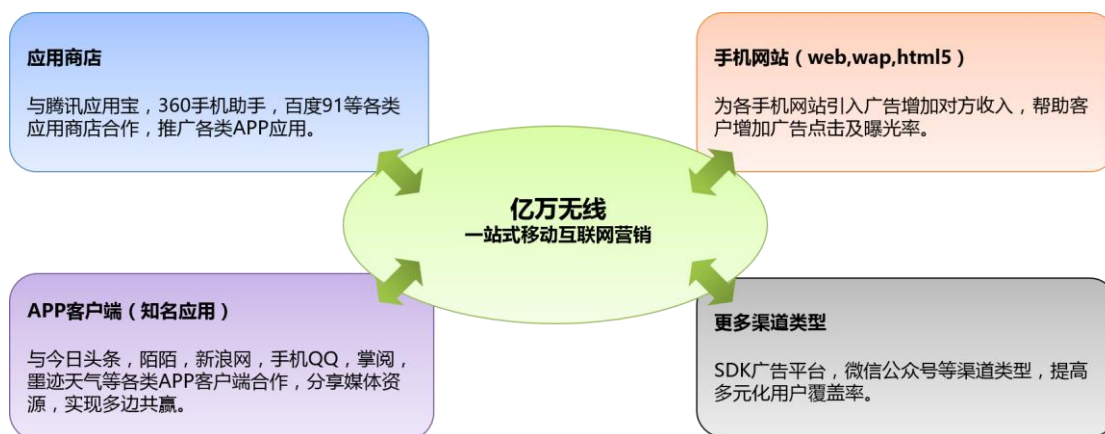 应用商店
与腾讯应用宝，360手机助手，百度91等各类
应用商店合作，推广各类APP应用。
手机网站（web,wap,html5）
为各手机网站引入广告增加对方收入，帮助客
户增加广告点击及曝光率。
亿万无线
一站式移动互联网营销
APP客户端（知名应用）
与今日头条，陌陌，新浪网，手机QQ，掌阅，
墨迹天气等各类APP客户端合作，分享媒体资
源，实现多边共赢。
更多渠道类型
SDK广告平台，微信公众号等渠道类型，提高
多元化用户覆盖率。